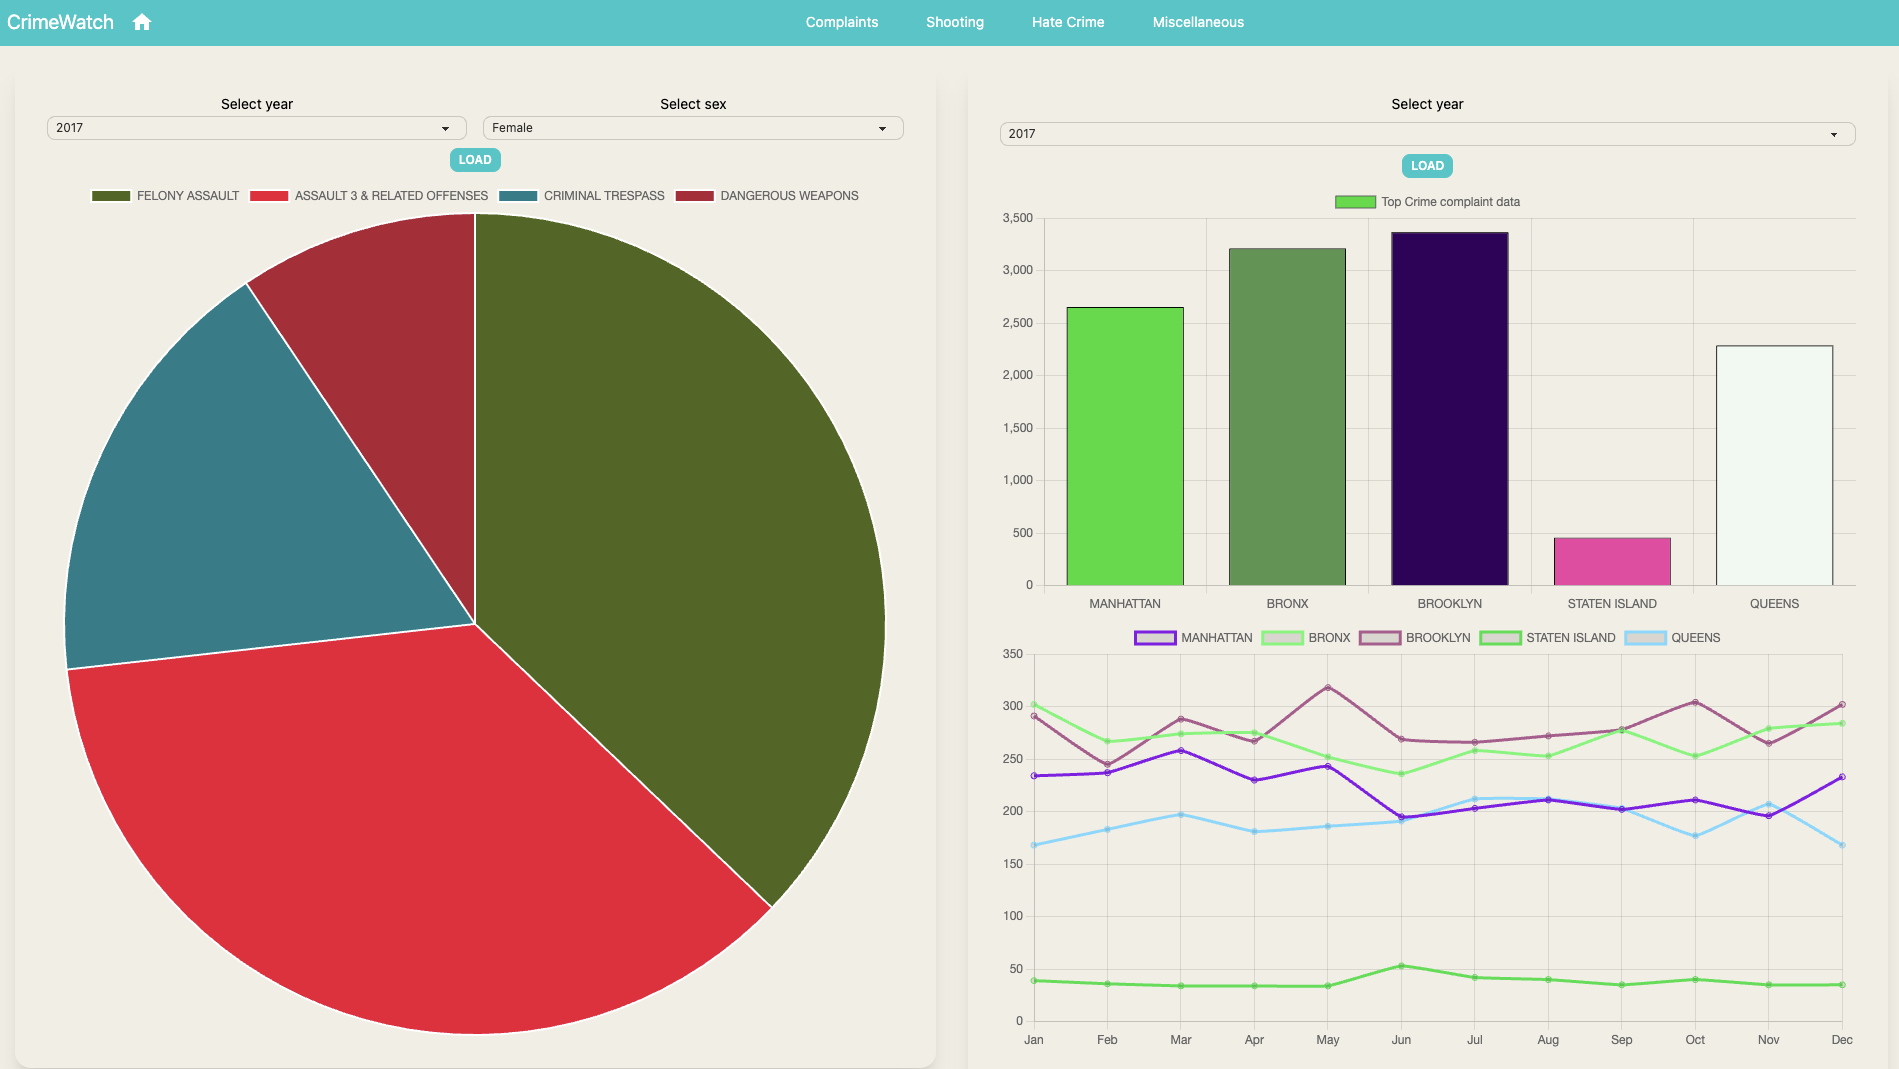 CrimeWatch
Complaints Shooting Hate Crime Miscellaneous
Select year Select sex
2017 Female
LOAD
FELONY ASSAULT ASSAULT 3 & RELATED OFFENSES CRIMINAL TRESPASS DANGEROUS WEAPONS
Select year
2017
LOAD
Top Crime complaint data
3,500
3,000
2,500
2,000
1,500
1,000
500
0
MANHATTAN BRONX BROOKLYN STATEN ISLAND QUEENS
MANHATTAN BRONX BROOKLYN STATEN ISLAND QUEENS
350
300
250
200
150
100
50
0
Jan Feb Mar Apr May Jun Jul Aug Sep Oct Nov Dec